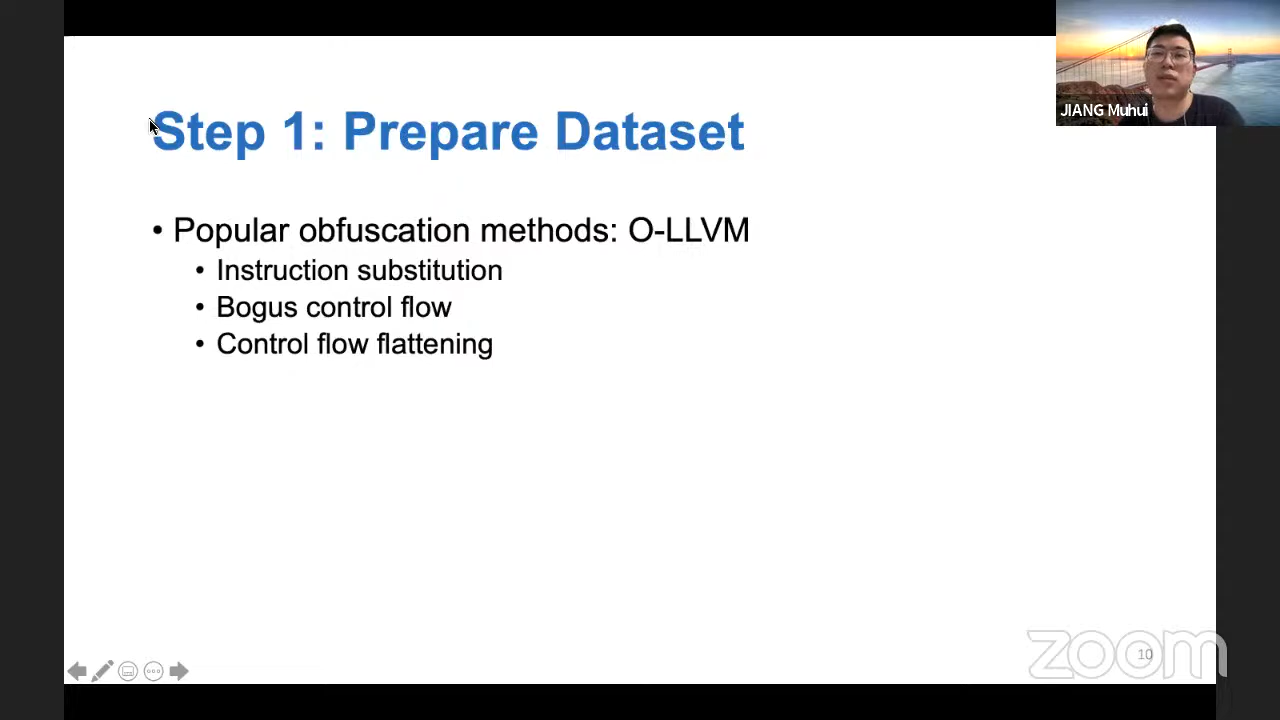 JIANG Muhui
Step 1: Prepare Dataset
• Popular obfuscation methods: O-LLVM
• Instruction substitution
• Bogus control flow
• Control flow flattening
zoom
10